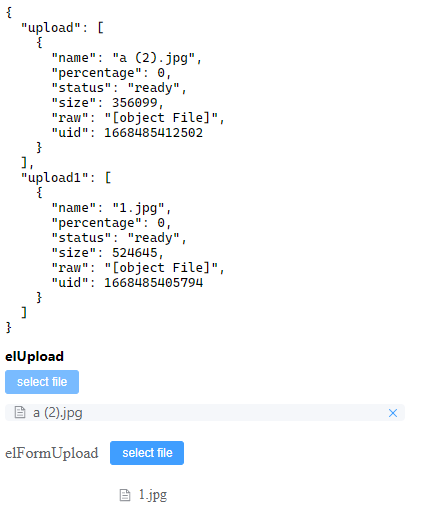 {
  "upload": [
    {
      "name": "a (2).jpg",
      "percentage": 0,
      "status": "ready",
      "size": 356099,
      "raw": "[object File]",
      "uid": 1668485412502
    }
  ],
  "upload1": [
    {
      "name": "1.jpg",
      "percentage": 0,
      "status": "ready",
      "size": 524645,
      "raw": "[object File]",
      "uid": 1668485405794
    }
  ]
}
elUpload
select file
a (2).jpg
elFormUpload select file
1.jpg